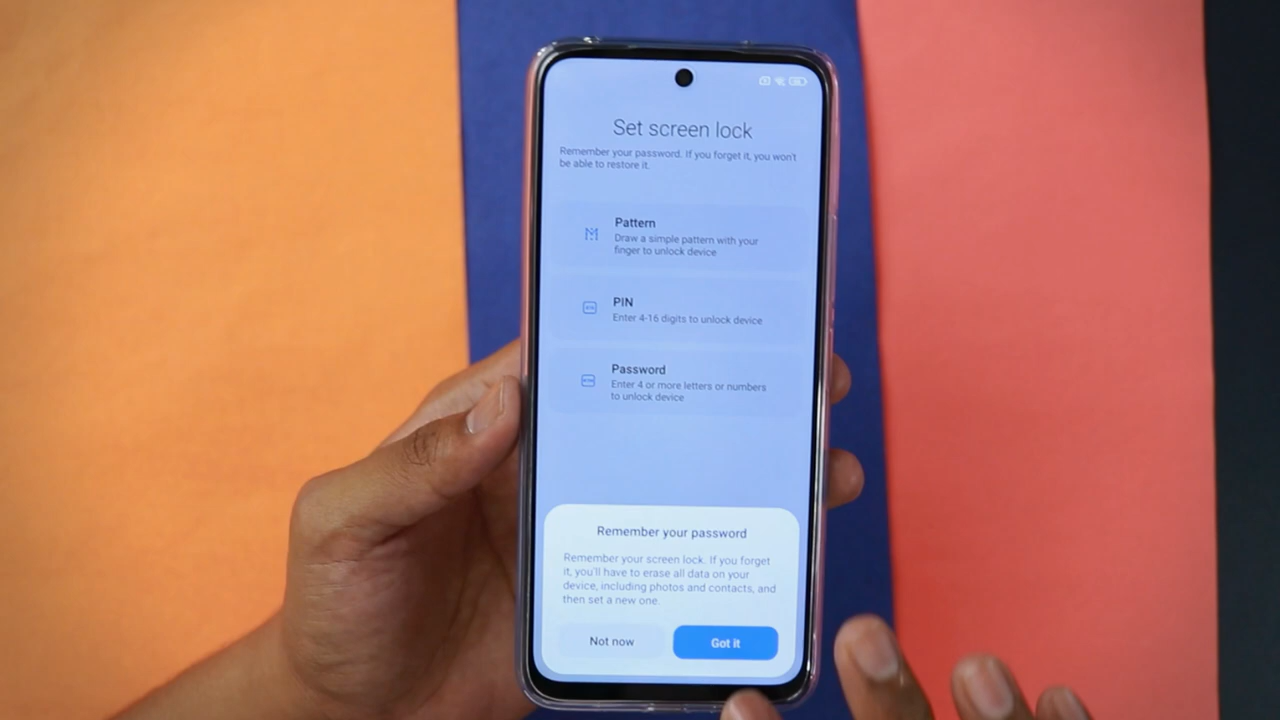 Set screen lock
Remember your password. If you forget it, you won't
be able to restore it.
Pattern
Draw a simple pattern with your
finger to unlock device
PIN
Enter 4-16 digits to unlock device
Password
Enter 4 or more letters or numbers
to unlock device
Remember your password
Remember your screen lock. If you forget
it, you'll have to erase all data on your
device, including photos and contacts, and
then set a new one.
Not now
Got it